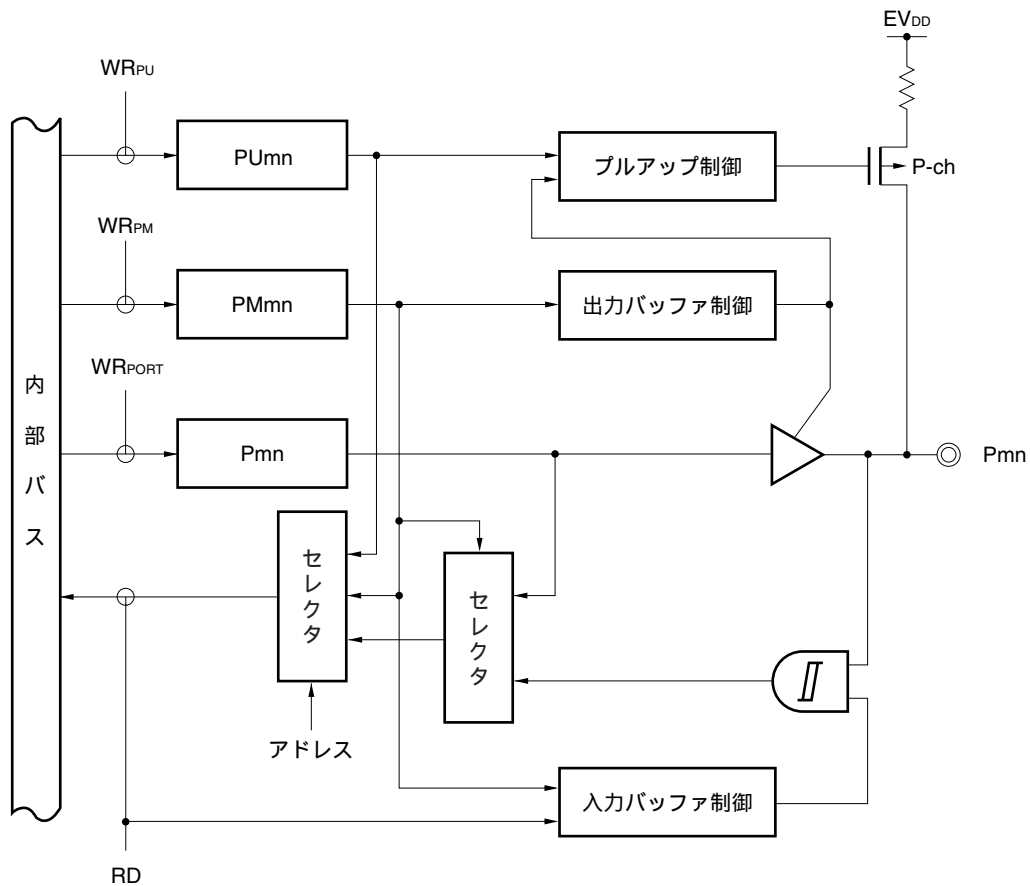 EVDD
WRPU
PUmn
プルアップ制御
P-ch
WRPM
PMmn
出力バッファ制御
WRPORT
内部バス
Pmn
Pmn
セレクタ
セレクタ
アドレス
入力バッファ制御
RD